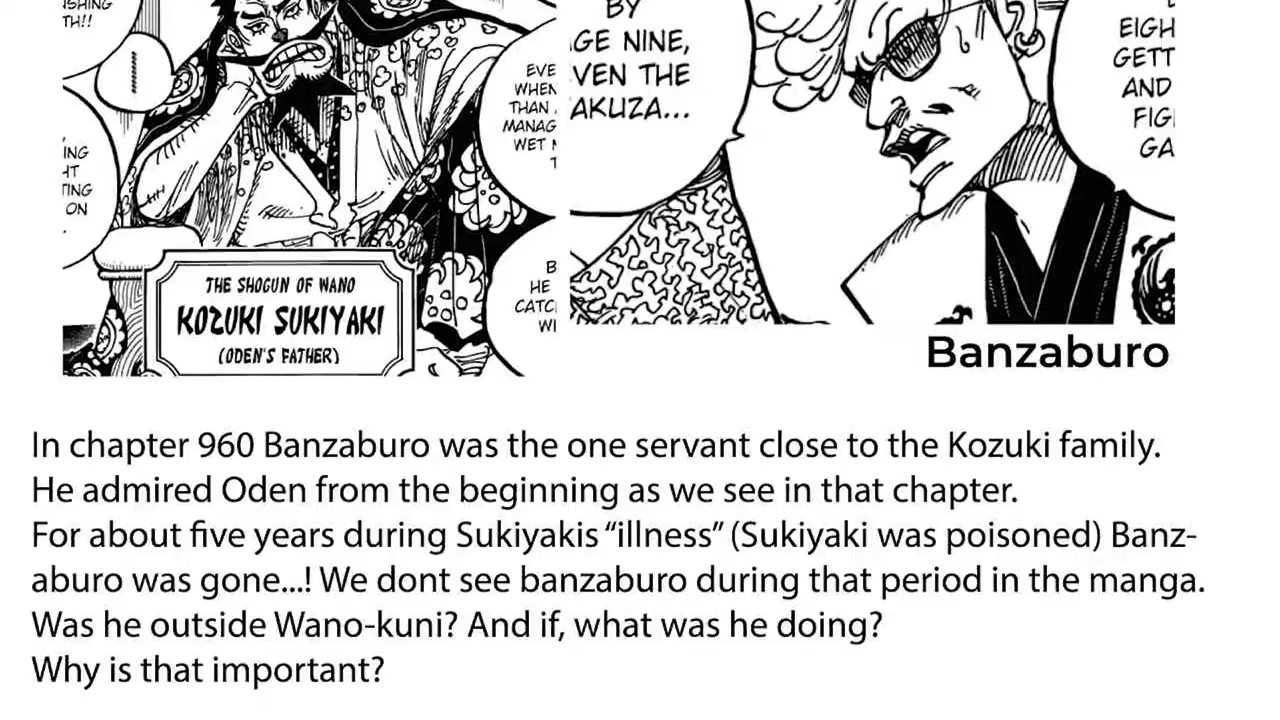 TH!!
ING
ON
THE SHOGUN OF WANO
KOZUKI SUKIYAKI
(ODEN'S FATHER)
EVE
WHEN
THAN
MANAG
WET
B
HE
CATC
WI
BY
GE NINE,
VEN THE
AKUZA...
EIGH
GETT
AND
FIG
GA
Banzaburo
In chapter 960 Banzaburo was the one servant close to the Kozuki family.
He admired Oden from the beginning as we see in that chapter.
For about five years during Sukiyakis “illness” (Sukiyaki was poisoned) Banz-
aburo was gone...! We dont see banzaburo during that period in the manga.
Was he outside Wano-kuni? And if, what was he doing?
Why is that important?